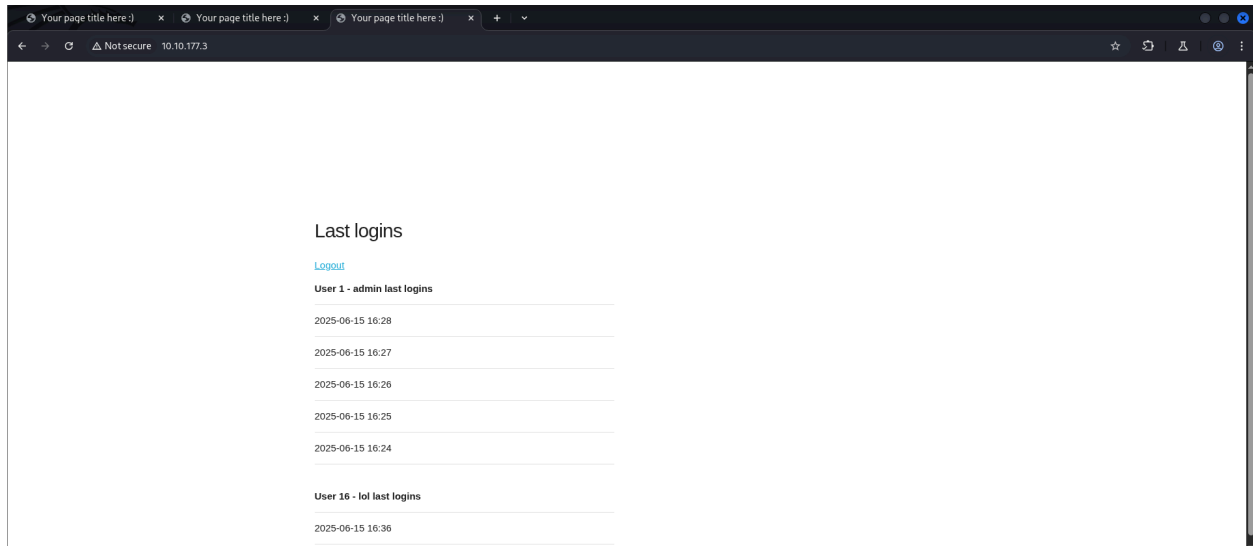 Your page title here :)
Your page title here :)
Your page title here :)
Not secure 10.10.177.3
Last logins
Logout
User 1 - admin last logins
2025-06-15 16:28
2025-06-15 16:27
2025-06-15 16:26
2025-06-15 16:25
2025-06-15 16:24
User 16 - lol last logins
2025-06-15 16:36